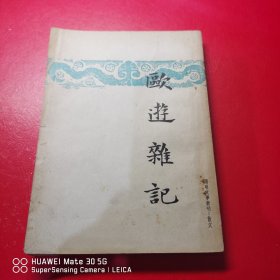 歐遊雜記
HUAWEI Mate 30 5G
SuperSensing Camera | LEICA